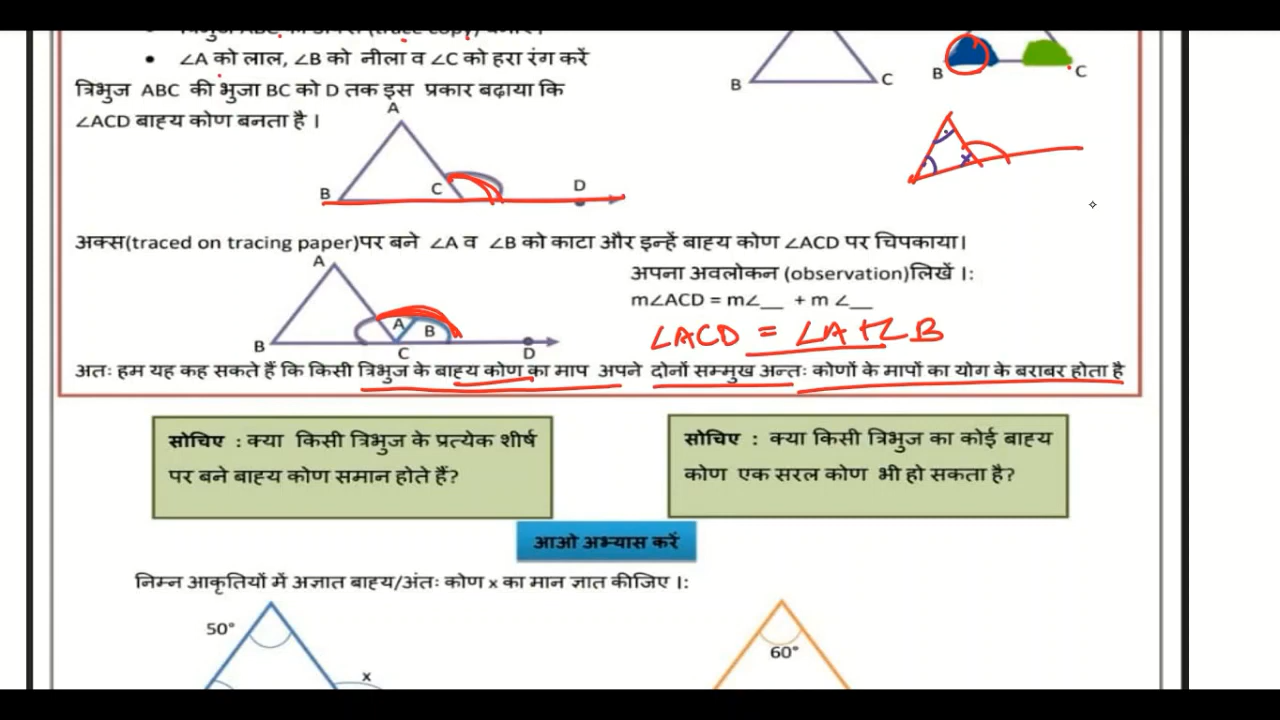 ∠A को लाल, ∠B को नीला व ∠C को हरा रंग करें
त्रिभुज ABC की भुजा BC को D तक इस प्रकार बढ़ाया कि
∠ACD बाह्य कोण बनता है ।
B C
B C
A
B C D
अक्स(traced on tracing paper)पर बने ∠A व ∠B को काटा और इन्हें बाह्य कोण ∠ACD पर चिपकाया।
अपना अवलोकन (observation)लिखें ।:
m∠ACD = m∠__ + m ∠__
∠ACD = ∠A+∠B
A
A B
B C D
अतः हम यह कह सकते हैं कि किसी त्रिभुज के बाह्य कोण का माप अपने दोनों सम्मुख अन्तः कोणों के मापों का योग के बराबर होता है
सोचिए : क्या किसी त्रिभुज के प्रत्येक शीर्ष
पर बने बाह्य कोण समान होते हैं?
सोचिए : क्या किसी त्रिभुज का कोई बाह्य
कोण एक सरल कोण भी हो सकता है?
आओ अभ्यास करें
निम्न आकृतियों में अज्ञात बाह्य/अंतः कोण x का मान ज्ञात कीजिए ।:
50°
x
60°